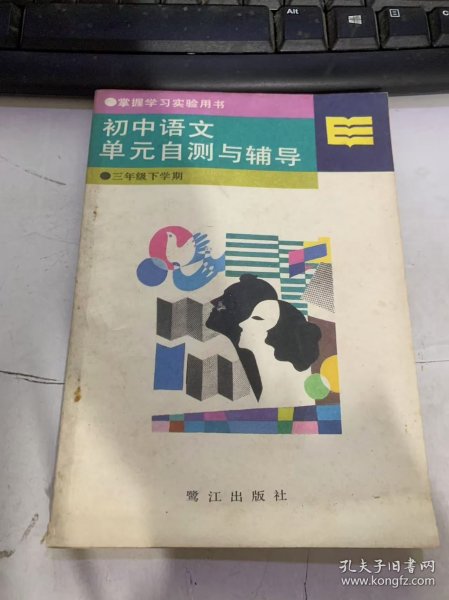 Alt
Ctrl
●掌握学习实验用书
初中语文
单元自测与辅导
●三年级下学期
鹭江出版社
孔夫子旧书网
www.kongfz.com